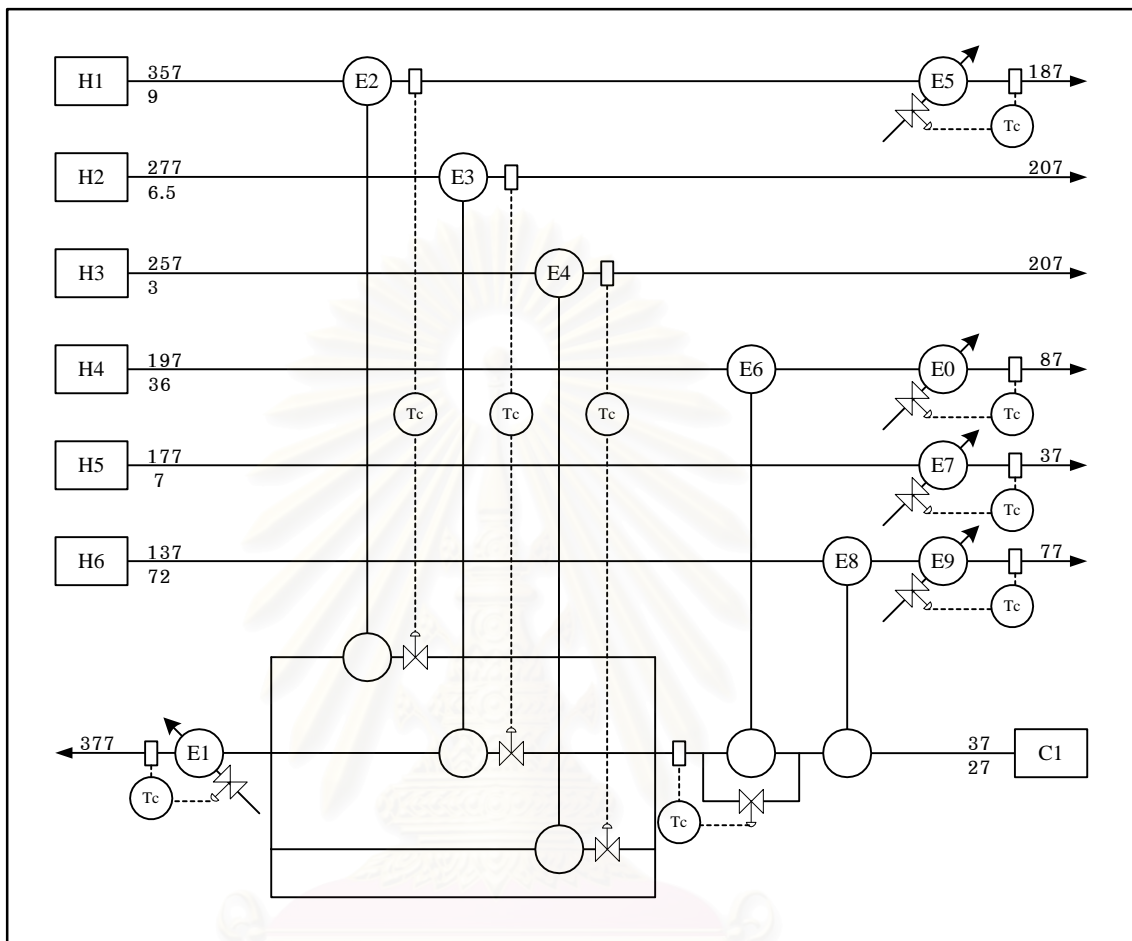 H1 357 E2 E5 187
9
Tc
H2 277 E3 207
6.5
H3 257 E4 207
3
H4 197 E6 E0 87
36
Tc Tc Tc Tc
H5 177 E7 37
7
Tc
H6 137 E8 E9 77
72
Tc
377 E1 37 C1
27
Tc Tc